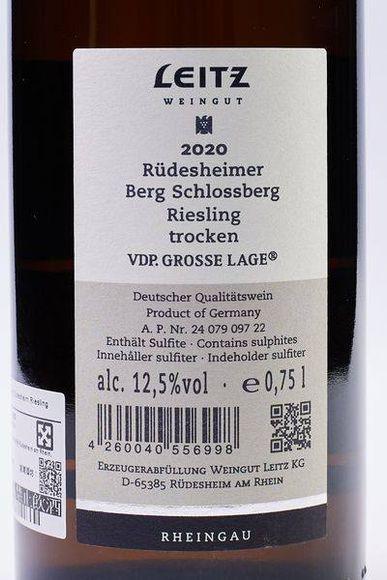 LEITZ
WEINGUT
2020
Rüdesheimer
Berg Schlossberg
Riesling
trocken
VDP. GROSSE LAGE®
Deutscher Qualitätswein
Product of Germany
A. P. Nr. 24 079 097 22
Enthält Sulfite · Contains sulphites
Innehåller sulfiter · Indeholder sulfiter
alc. 12,5%vol · e 0,75 l
4 260040 556998
Erzeugerabfüllung Weingut Leitz KG
D-65385 Rüdesheim am Rhein
RHEINGAU
Riesling